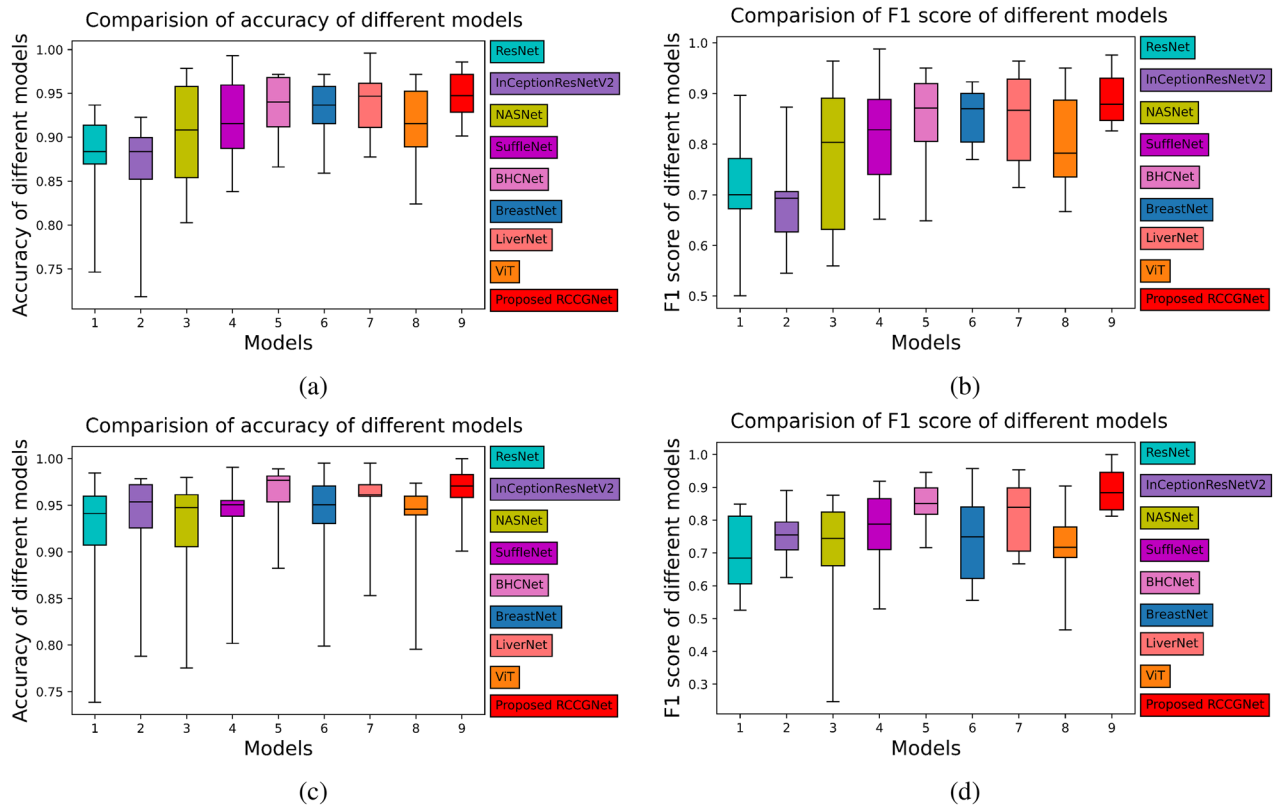 Comparision of accuracy of different models
Accuracy of different models
1.00
0.95
0.90
0.85
0.80
0.75
1 2 3 4 5 6 7 8 9
Models
ResNet
InCeptionResNetV2
NASNet
SuffleNet
BHCNet
BreastNet
LiverNet
ViT
Proposed RCCGNet
(a)
Comparision of F1 score of different models
F1 score of different models
1.0
0.9
0.8
0.7
0.6
0.5
1 2 3 4 5 6 7 8 9
Models
ResNet
InCeptionResNetV2
NASNet
SuffleNet
BHCNet
BreastNet
LiverNet
ViT
Proposed RCCGNet
(b)
Comparision of accuracy of different models
Accuracy of different models
1.00
0.95
0.90
0.85
0.80
0.75
1 2 3 4 5 6 7 8 9
Models
ResNet
InCeptionResNetV2
NASNet
SuffleNet
BHCNet
BreastNet
LiverNet
ViT
Proposed RCCGNet
(c)
Comparision of F1 score of different models
F1 score of different models
1.0
0.9
0.8
0.7
0.6
0.5
0.4
0.3
1 2 3 4 5 6 7 8 9
Models
ResNet
InCeptionResNetV2
NASNet
SuffleNet
BHCNet
BreastNet
LiverNet
ViT
Proposed RCCGNet
(d)